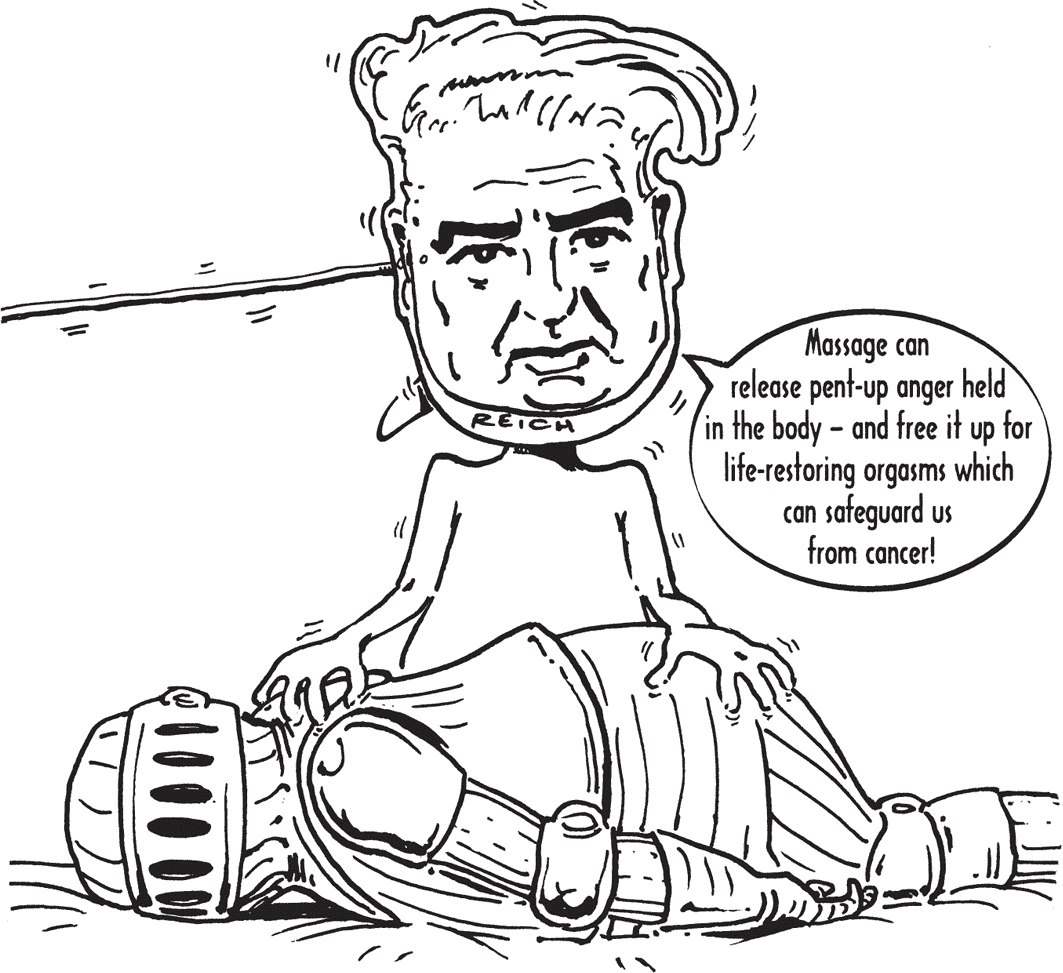 REICH
Massage can
release pent-up anger held
in the body – and free it up for
life-restoring orgasms which
can safeguard us
from cancer!